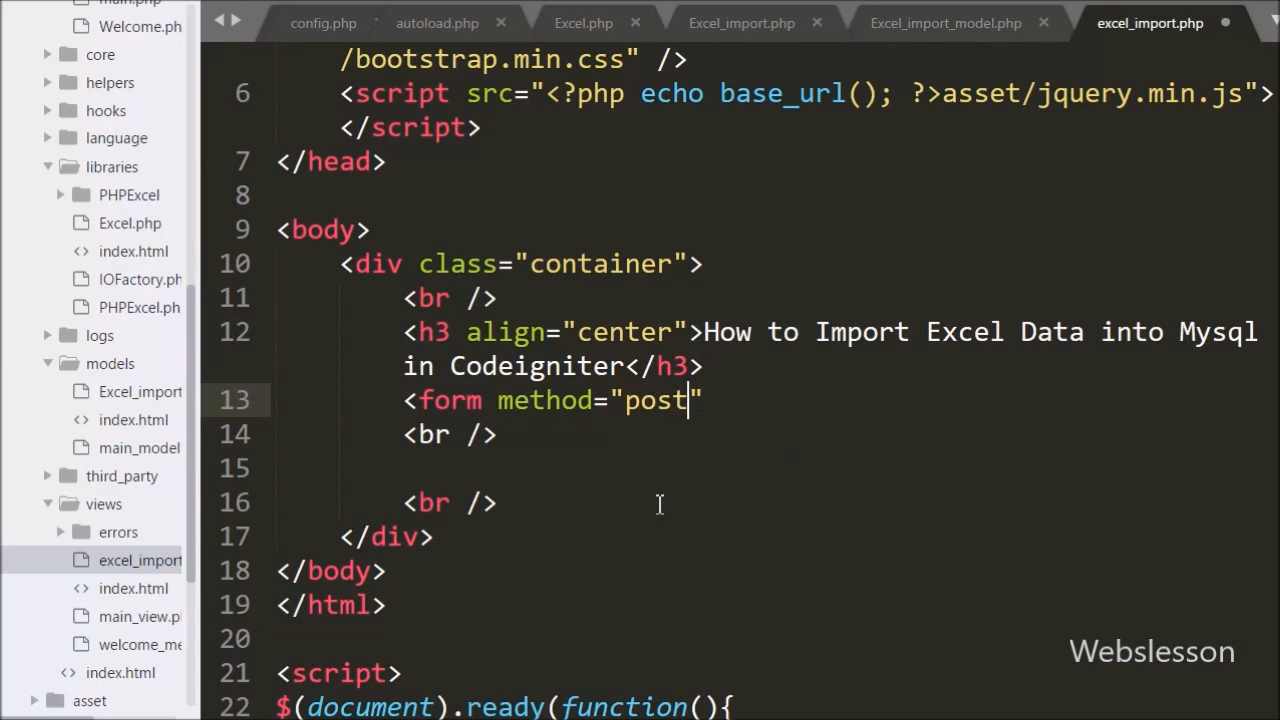 main.php
Welcome.ph
core
helpers
hooks
language
libraries
PHPExcel
Excel.php
<> index.html
IOFactory.ph
PHPExcel.ph
logs
models
Excel_import
<> index.html
main_model
third_party
views
errors
excel_import
<> index.html
main_view.p
welcome_me
<> index.html
asset
config.php autoload.php × Excel.php × Excel_import.php × Excel_import_model.php × excel_import.php
/bootstrap.min.css" />
6 <script src="<?php echo base_url(); ?>asset/jquery.min.js">
</script>
7 </head>
8
9 <body>
10 <div class="container">
11 <br />
12 <h3 align="center">How to Import Excel Data into Mysql
in Codeigniter</h3>
13 <form method="post"
14 <br />
15
16 <br />
17 </div>
18 </body>
19 </html>
20
21 <script>
22 $(document).ready(function(){
Webslesson